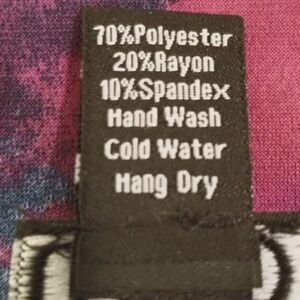 70%Polyester
20%Rayon
10%Spandex
Hand Wash
Cold Water
Hang Dry